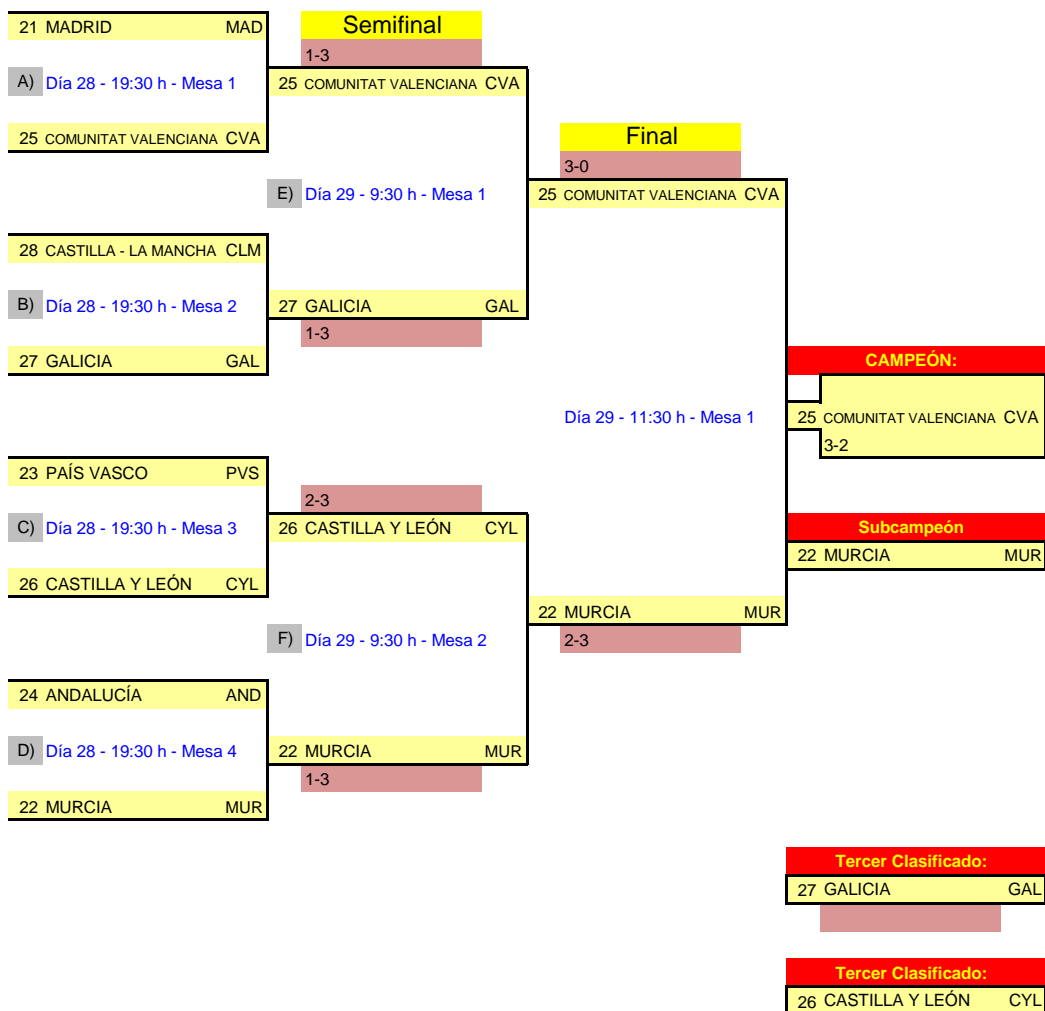 21 MADRID MAD
Semifinal
1-3
A) Día 28 - 19:30 h - Mesa 1
25 COMUNITAT VALENCIANA CVA
25 COMUNITAT VALENCIANA CVA
Final
3-0
E) Día 29 - 9:30 h - Mesa 1
25 COMUNITAT VALENCIANA CVA
28 CASTILLA - LA MANCHA CLM
B) Día 28 - 19:30 h - Mesa 2
27 GALICIA GAL
1-3
27 GALICIA GAL
CAMPEÓN:
Día 29 - 11:30 h - Mesa 1
25 COMUNITAT VALENCIANA CVA
3-2
23 PAÍS VASCO PVS
2-3
C) Día 28 - 19:30 h - Mesa 3
26 CASTILLA Y LEÓN CYL
Subcampeón
22 MURCIA MUR
26 CASTILLA Y LEÓN CYL
22 MURCIA MUR
F) Día 29 - 9:30 h - Mesa 2
2-3
24 ANDALUCÍA AND
D) Día 28 - 19:30 h - Mesa 4
22 MURCIA MUR
1-3
22 MURCIA MUR
Tercer Clasificado:
27 GALICIA GAL
Tercer Clasificado:
26 CASTILLA Y LEÓN CYL